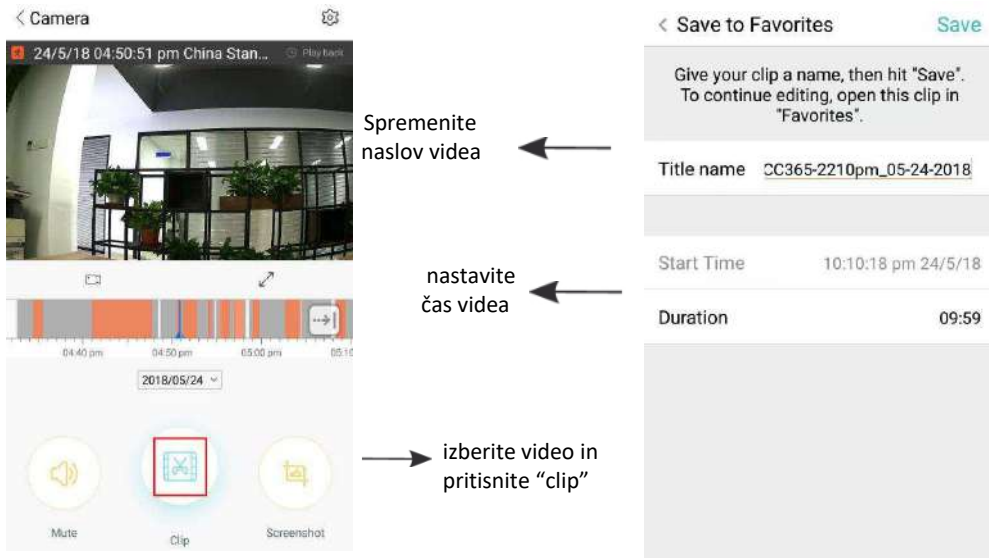 < Camera
24/5/18 04:50:51 pm China Stan... Playback
04:40 pm 04:50 pm 05:00 pm 05:10
2018/05/24
Mute
Clip
Screenshot
Spremenite
naslov videa
nastavite
čas videa
izberite video in
pritisnite “clip”
< Save to Favorites Save
Give your clip a name, then hit "Save".
To continue editing, open this clip in
"Favorites".
Title name CC365-2210pm_05-24-2018
Start Time 10:10:18 pm 24/5/18
Duration 09:59